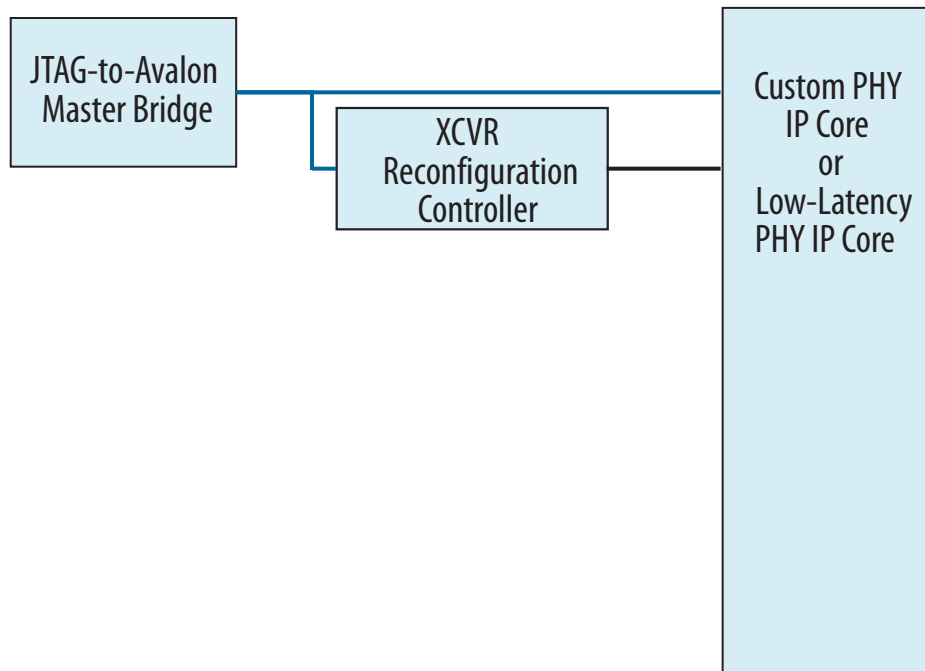 JTAG-to-Avalon
Master Bridge
XCVR
Reconfiguration
Controller
Custom PHY
IP Core
or
Low-Latency
PHY IP Core